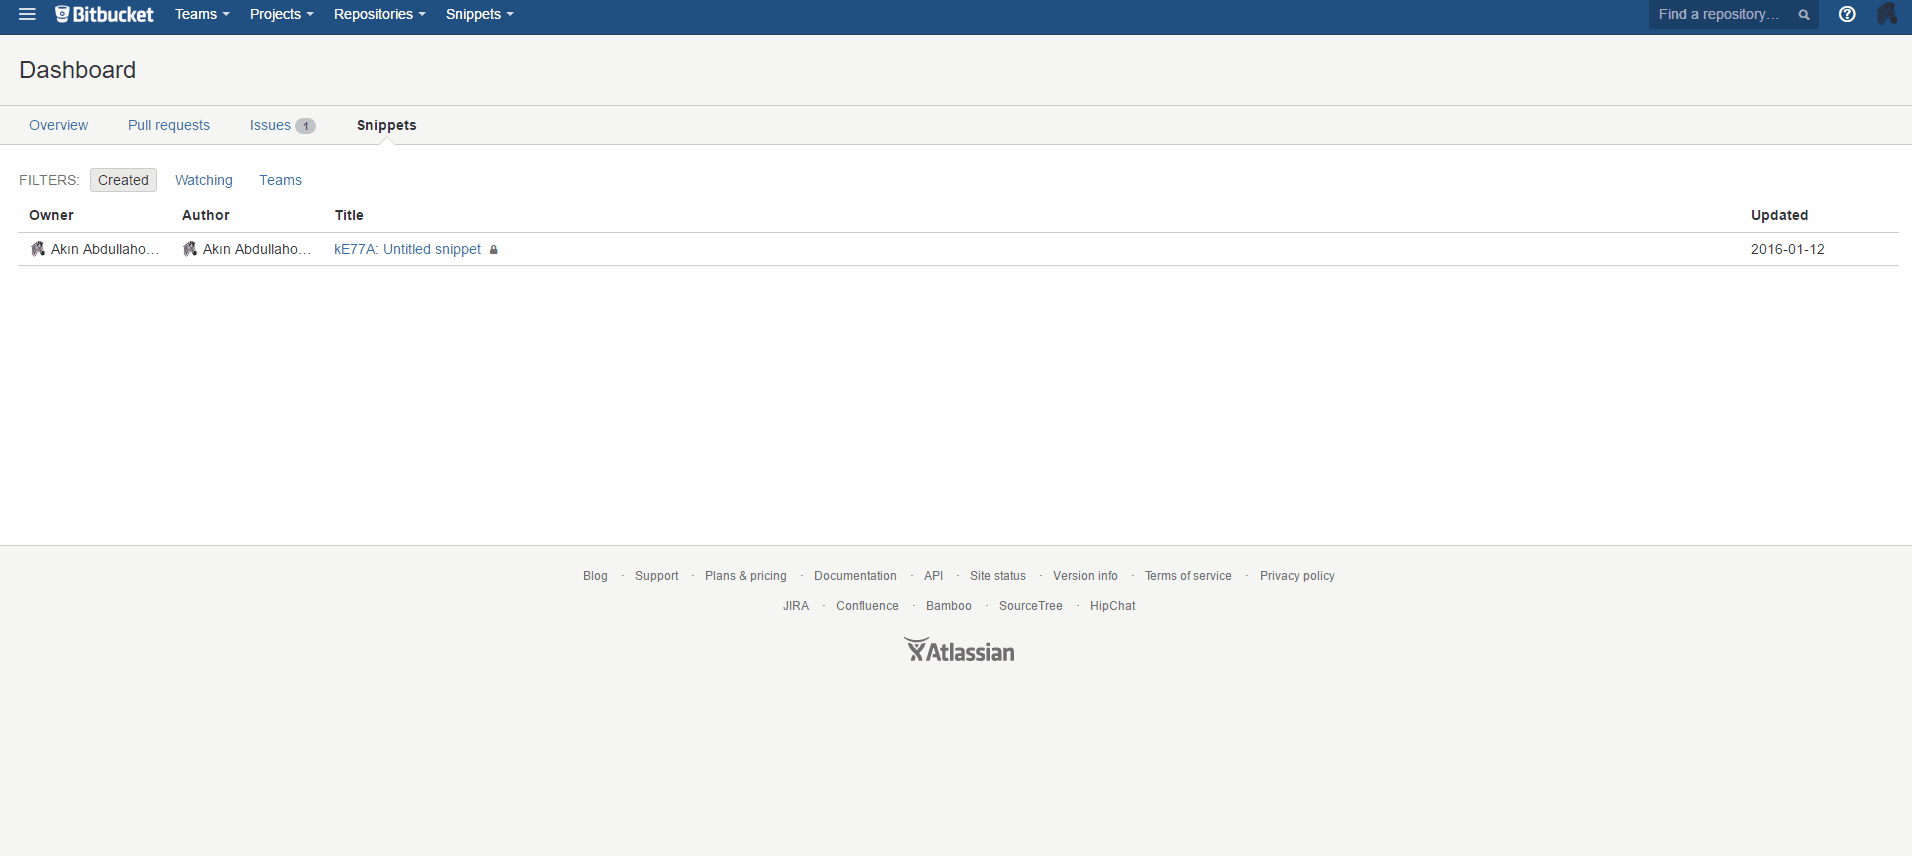 Bitbucket Teams Projects Repositories Snippets Find a repository...
Dashboard
Overview Pull requests Issues 1 Snippets
FILTERS: Created Watching Teams
Owner Author Title Updated
Akın Abdullaho... Akın Abdullaho... kE77A: Untitled snippet 2016-01-12
Blog · Support · Plans & pricing · Documentation · API · Site status · Version info · Terms of service · Privacy policy
JIRA · Confluence · Bamboo · SourceTree · HipChat
Atlassian